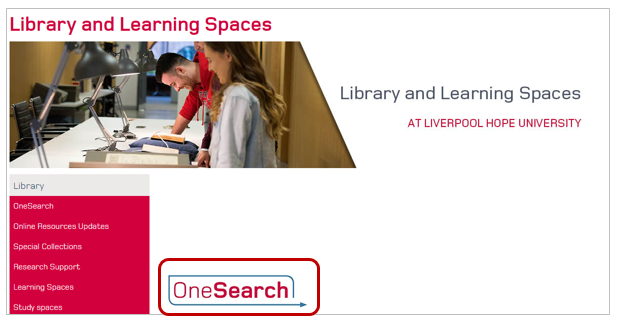 Library and Learning Spaces
Library and Learning Spaces
AT LIVERPOOL HOPE UNIVERSITY
Library
OneSearch
Online Resources Updates
Special Collections
Research Support
Learning Spaces
Study spaces
OneSearch